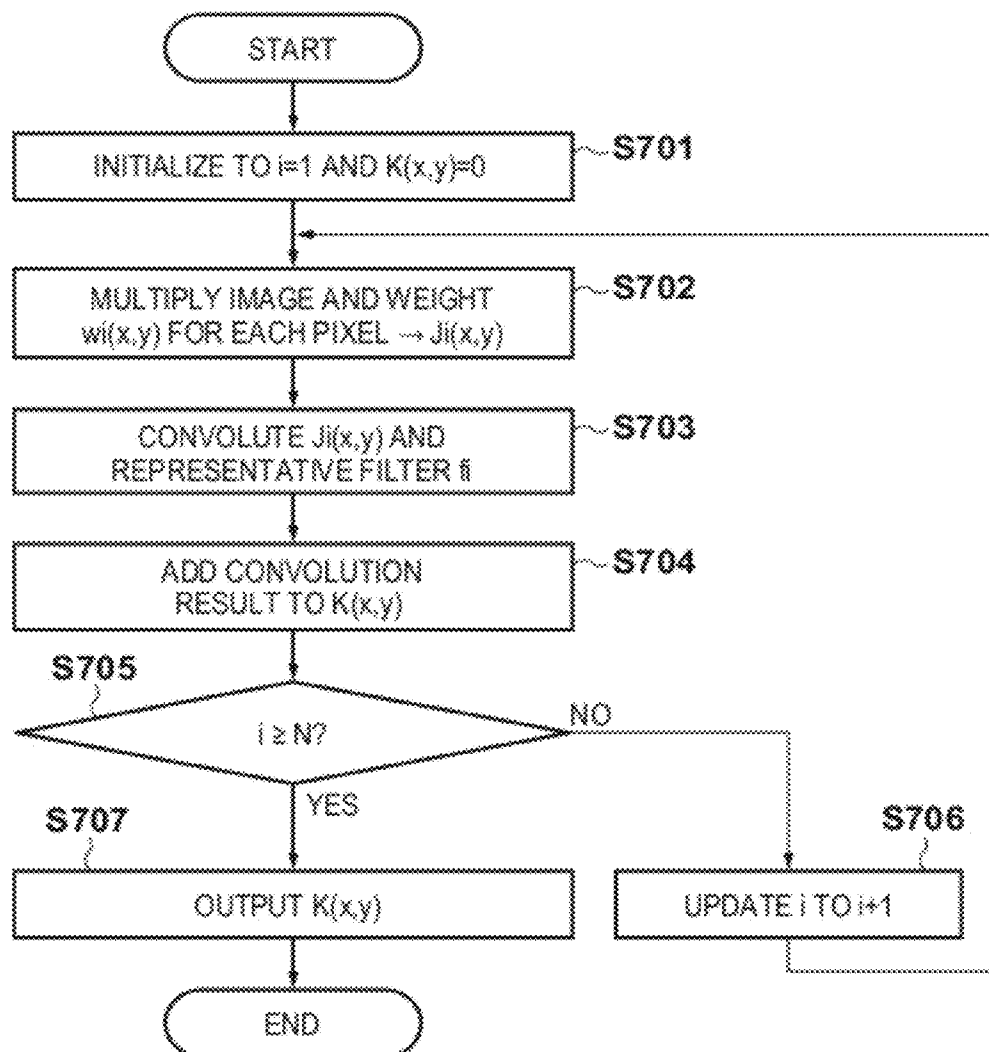 START
INITIALIZE TO i=1 AND K(x,y)=0
S701
MULTIPLY IMAGE AND WEIGHT
wi(x,y) FOR EACH PIXEL → Ji(x,y)
S702
CONVOLUTE Ji(x,y) AND
REPRESENTATIVE FILTER fi
S703
ADD CONVOLUTION
RESULT TO K(x,y)
S704
S705
i ≥ N?
NO
YES
S707
S706
OUTPUT K(x,y)
UPDATE i TO i+1
END